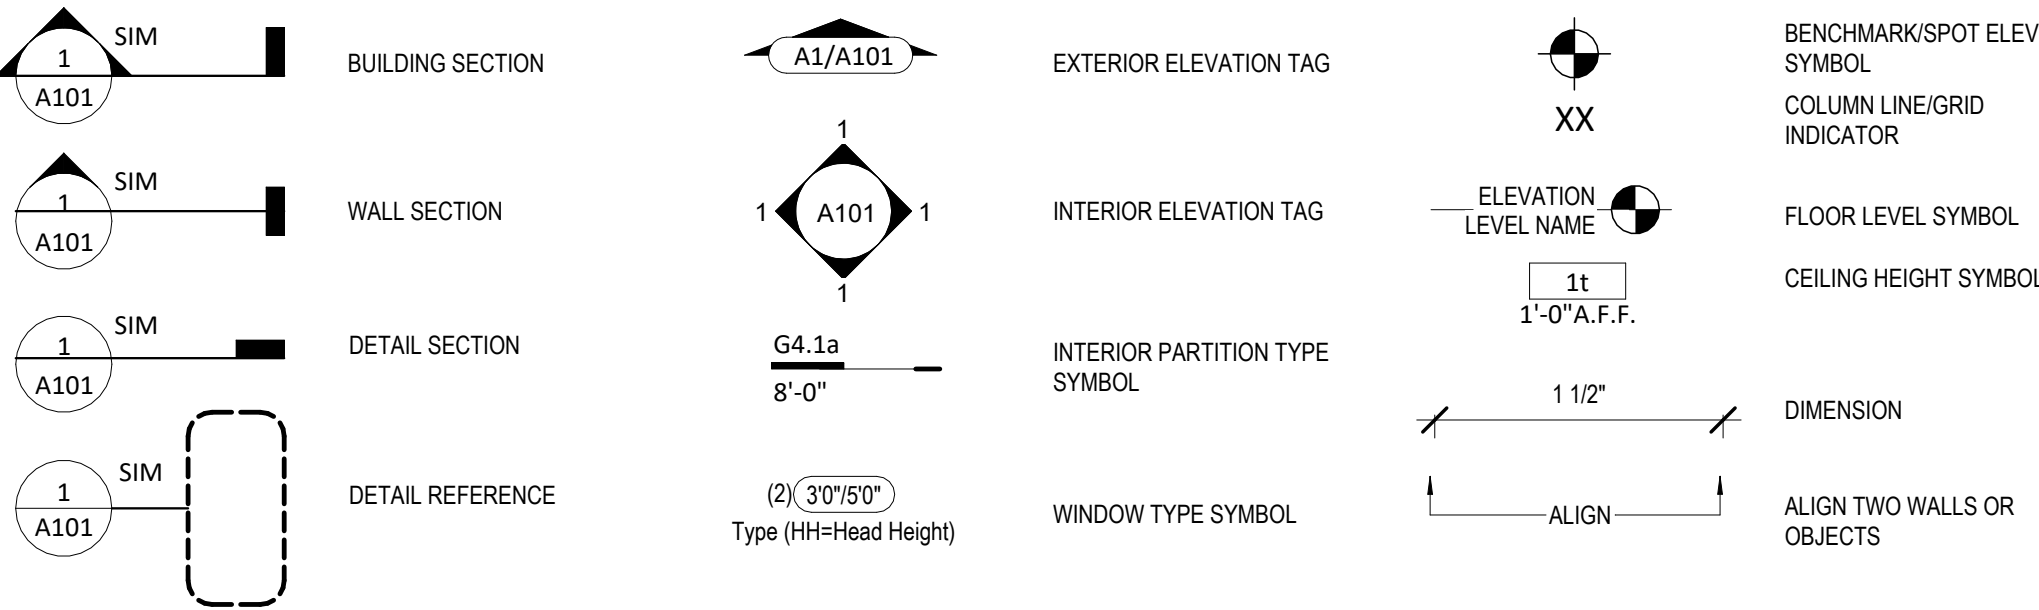 1
SIM
A101
BUILDING SECTION
1
SIM
A101
WALL SECTION
1
SIM
A101
DETAIL SECTION
1
SIM
A101
DETAIL REFERENCE
A1/A101
EXTERIOR ELEVATION TAG
1
1
A101
1
1
INTERIOR ELEVATION TAG
G4.1a
8'-0"
INTERIOR PARTITION TYPE
SYMBOL
(2) 3'0"/5'0"
Type (HH=Head Height)
WINDOW TYPE SYMBOL
BENCHMARK/SPOT ELEV
SYMBOL
XX
COLUMN LINE/GRID
INDICATOR
ELEVATION
LEVEL NAME
FLOOR LEVEL SYMBOL
1t
1'-0"A.F.F.
CEILING HEIGHT SYMBOL
1 1/2"
DIMENSION
ALIGN
ALIGN TWO WALLS OR
OBJECTS